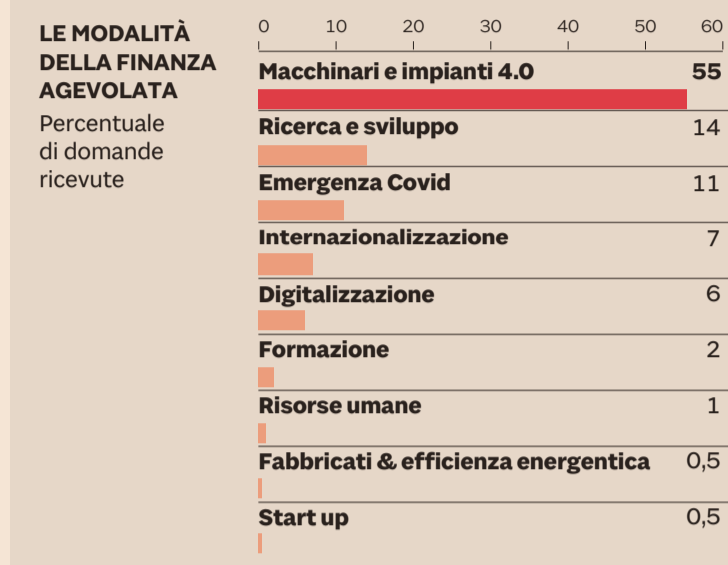 LE MODALITÀ
DELLA FINANZA
AGEVOLATA
Percentuale
di domande
ricevute
0 10 20 30 40 50 60
Macchinari e impianti 4.0 55
Ricerca e sviluppo 14
Emergenza Covid 11
Internazionalizzazione 7
Digitalizzazione 6
Formazione 2
Risorse umane 1
Fabbricati & efficienza energentica 0,5
Start up 0,5